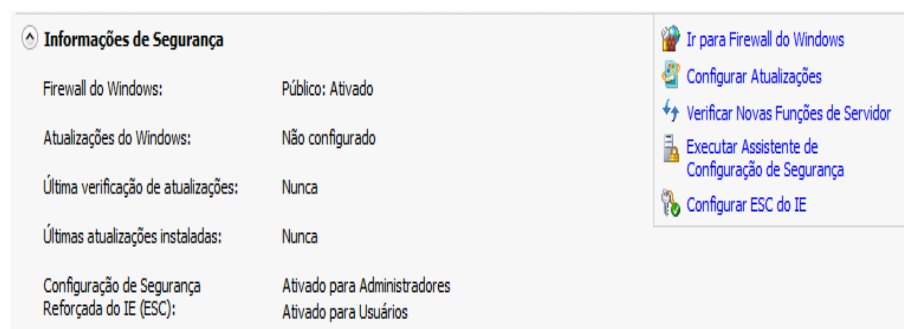 Informações de Segurança
Firewall do Windows: Público: Ativado
Atualizações do Windows: Não configurado
Última verificação de atualizações: Nunca
Últimas atualizações instaladas: Nunca
Configuração de Segurança Ativado para Administradores
Reforçada do IE (ESC): Ativado para Usuários
Ir para Firewall do Windows
Configurar Atualizações
Verificar Novas Funções de Servidor
Executar Assistente de
Configuração de Segurança
Configurar ESC do IE